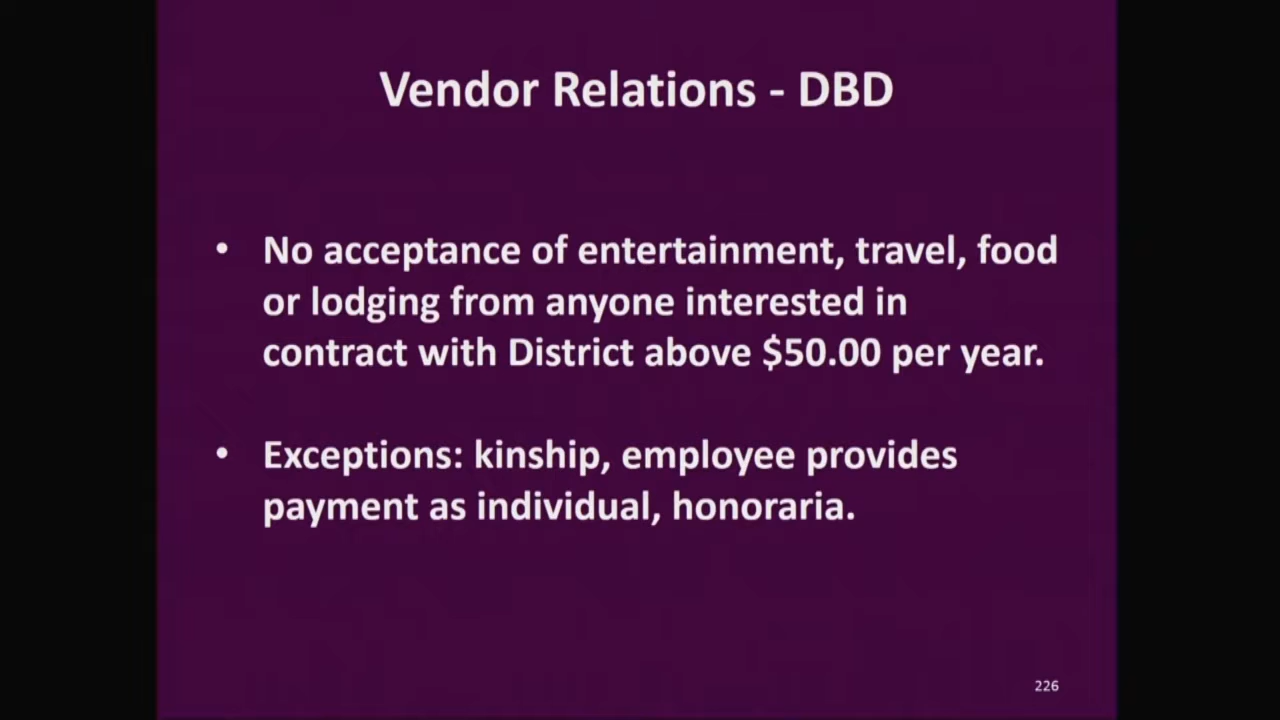 Vendor Relations - DBD
• No acceptance of entertainment, travel, food
or lodging from anyone interested in
contract with District above $50.00 per year.
• Exceptions: kinship, employee provides
payment as individual, honoraria.
226